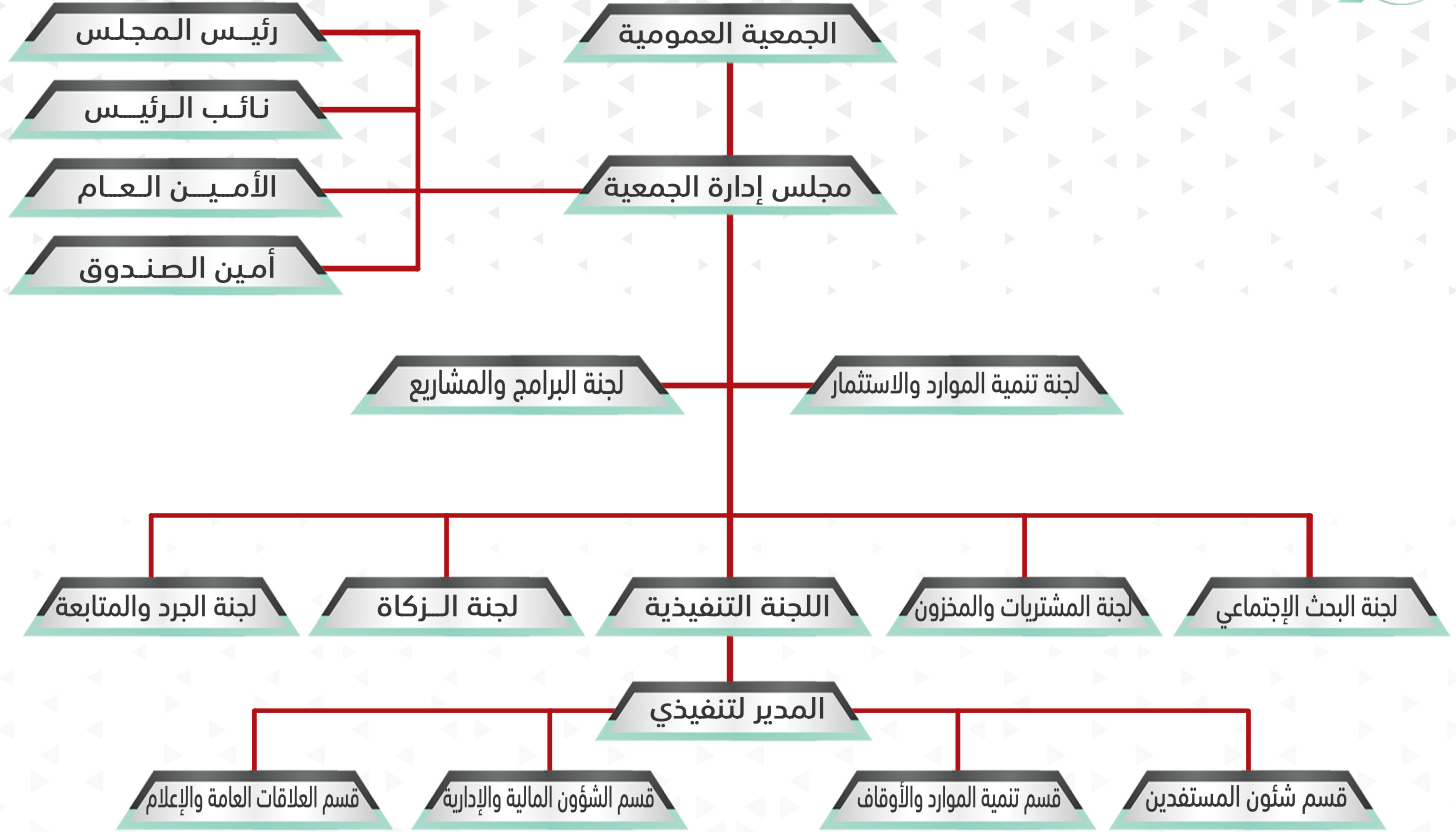 الجمعية العمومية
رئيس المجلس
نائب الرئيس
مجلس إدارة الجمعية
الأمين العام
أمين الصندوق
لجنة تنمية الموارد والاستثمار
لجنة البرامج والمشاريع
لجنة البحث الإجتماعي
لجنة المشتريات والمخزون
اللجنة التنفيذية
لجنة الزكاة
لجنة الجرد والمتابعة
المدير لتنفيذي
قسم شئون المستفدين
قسم تنمية الموارد والأوقاف
قسم الشؤون المالية والإدارية
قسم العلاقات العامة والإعلام